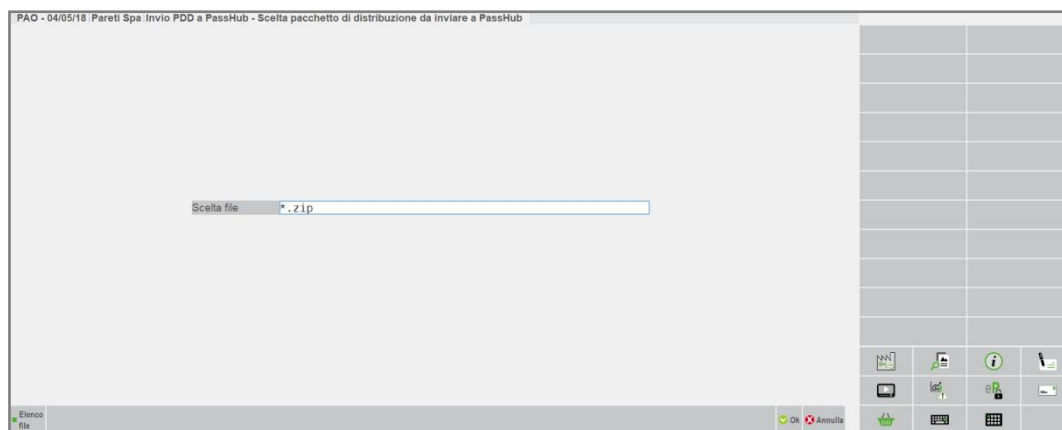 PAO - 04/05/18 Pareti Spa Invio PDD a PassHub - Scelta pacchetto di distribuzione da inviare a PassHub
Scelta file *.zip
Elenco
file
Ok Annulla